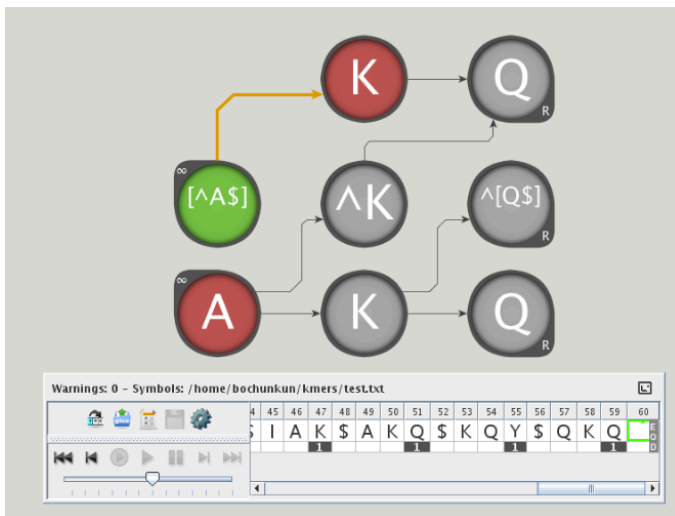 K Q
R
∞ [^A$] ^K ^[Q$]
R
∞ A K Q
R
Warnings: 0 - Symbols: /home/bochunkun/kmers/test.txt
4 45 46 47 48 49 50 51 52 53 54 55 56 57 58 59 60
I A K $ A K Q $ K Q Y $ Q K Q
1 1 1 1
E
O
D